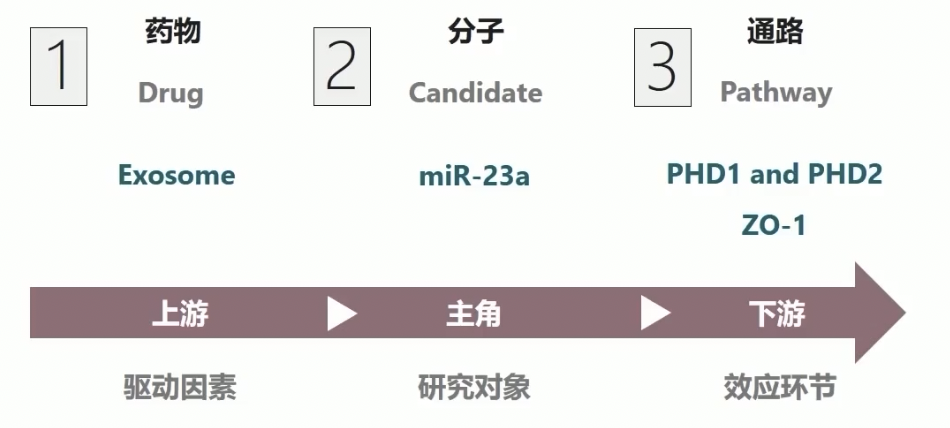 1 药物 2 分子 3 通路
Drug Candidate Pathway
Exosome miR-23a PHD1 and PHD2
ZO-1
上游 主角 下游
驱动因素 研究对象 效应环节